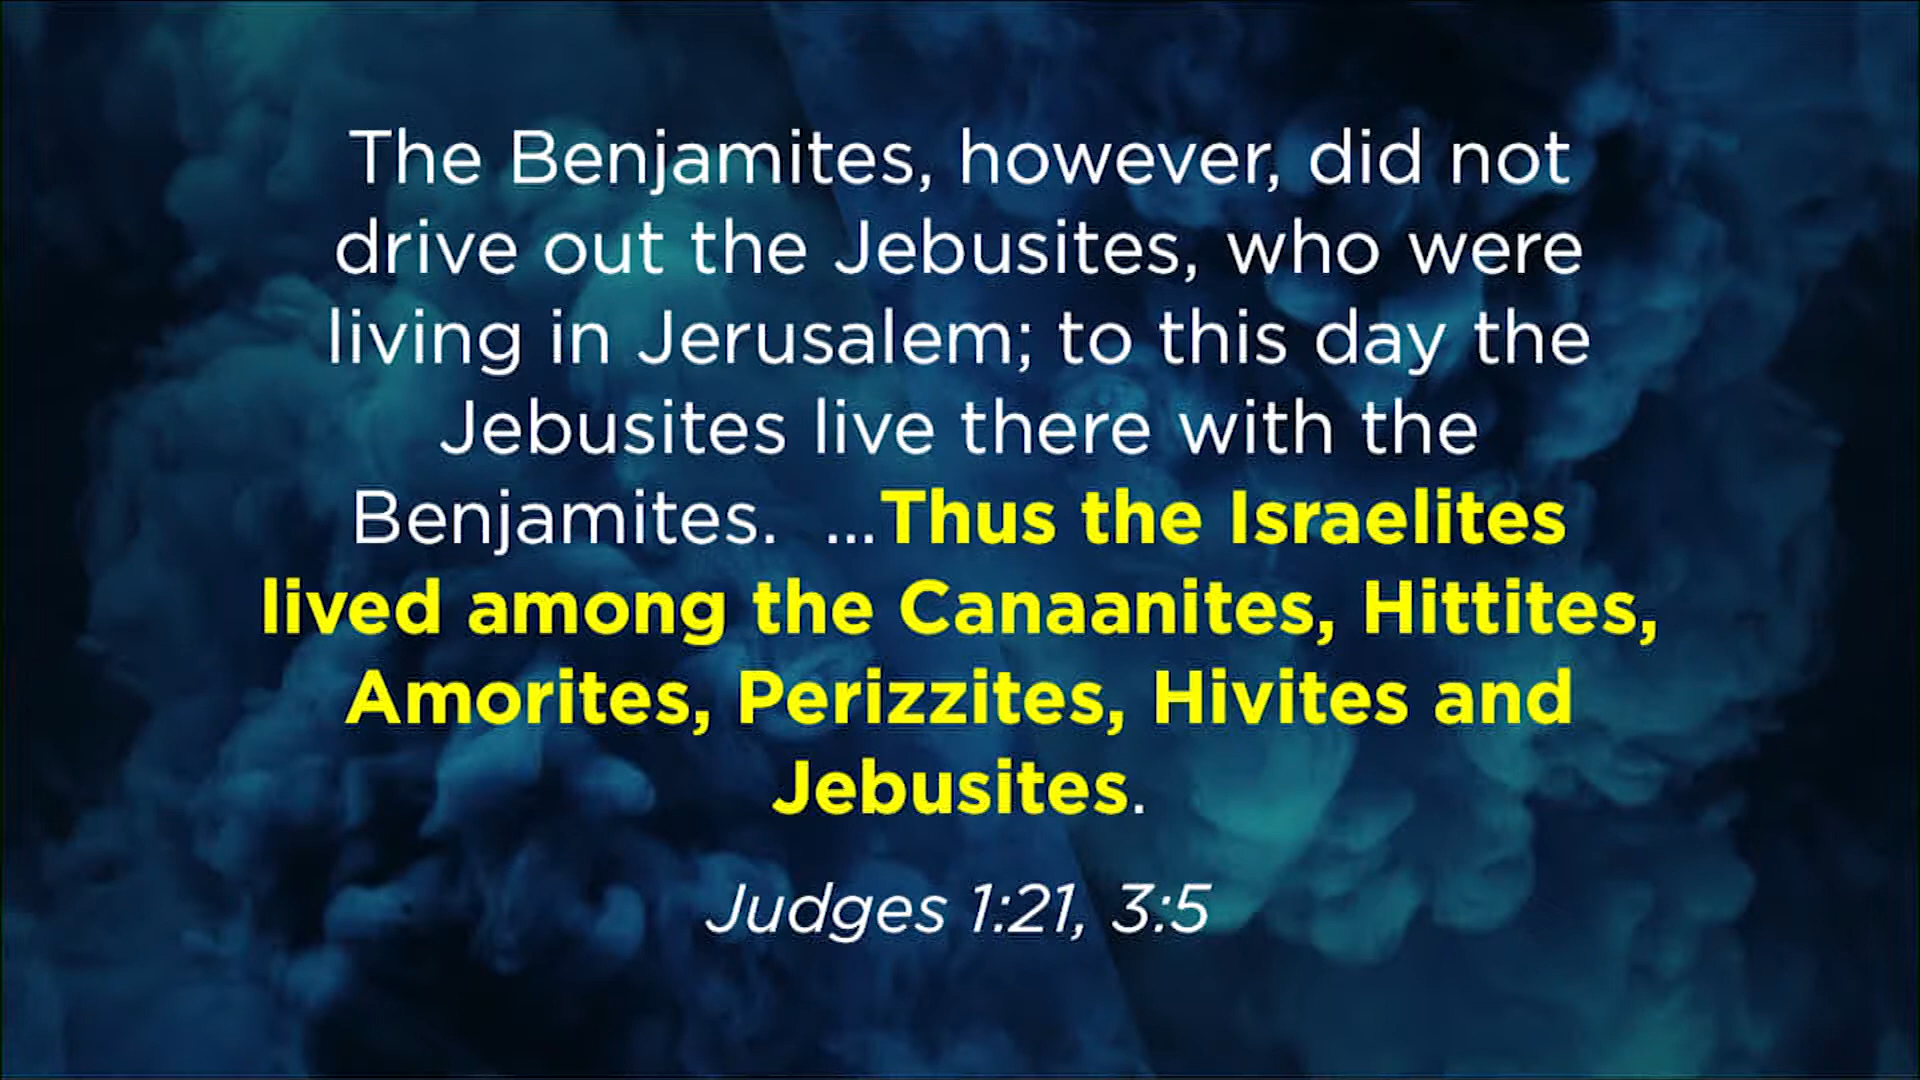 The Benjamites, however, did not
drive out the Jebusites, who were
living in Jerusalem; to this day the
Jebusites live there with the
Benjamites.  ...Thus the Israelites
lived among the Canaanites, Hittites,
Amorites, Perizzites, Hivites and
Jebusites.
Judges 1:21, 3:5